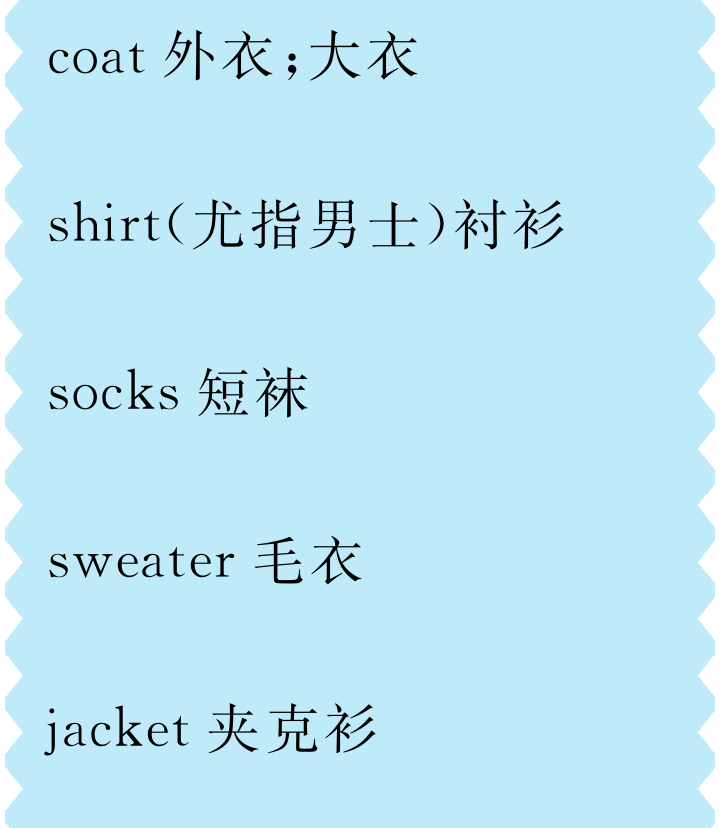 coat 外衣;大衣
shirt(尤指男士)衬衫
socks 短袜
sweater 毛衣
jacket 夹克衫